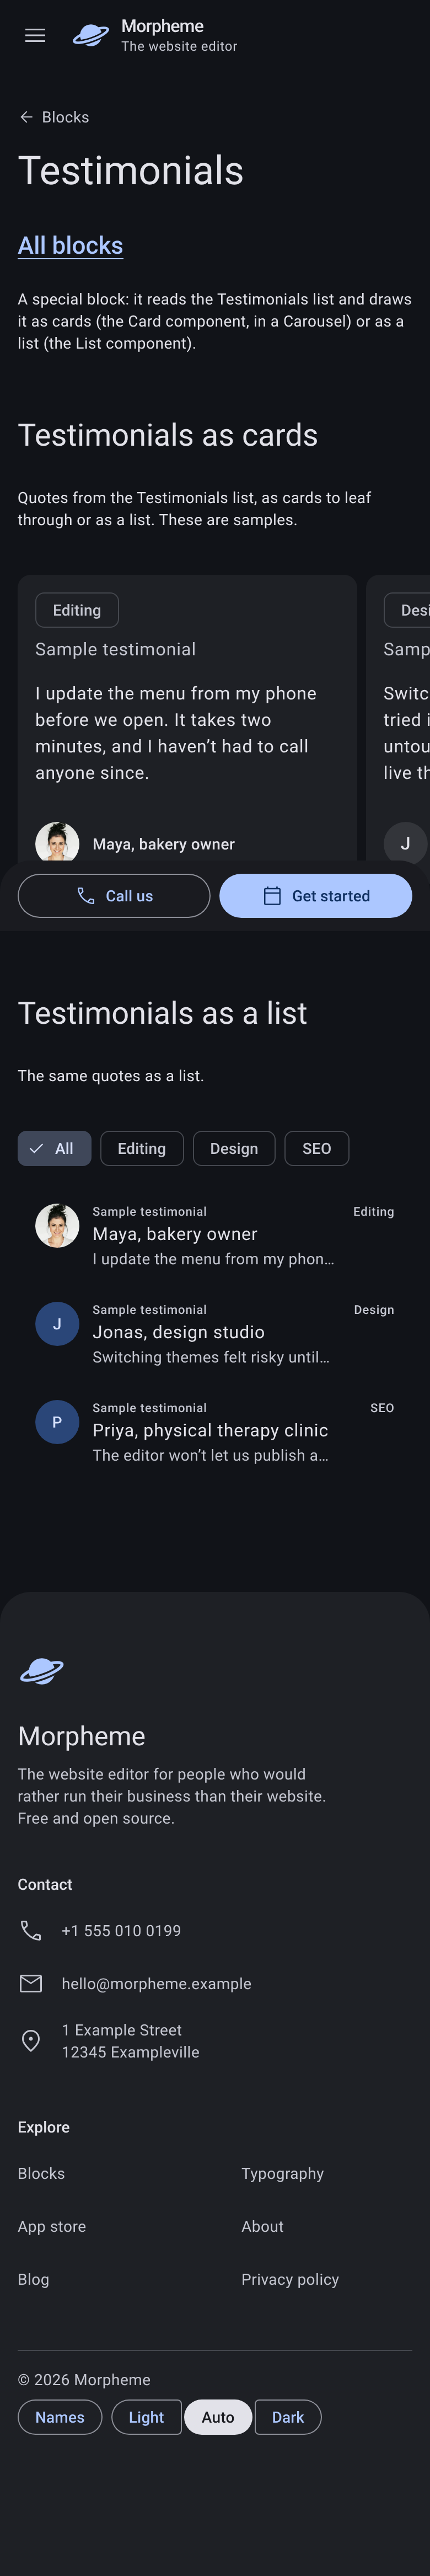 Morpheme
The website editor
Blocks
Testimonials
All blocks
A special block: it reads the Testimonials list and draws
it as cards (the Card component, in a Carousel) or as a
list (the List component).
Testimonials as cards
Quotes from the Testimonials list, as cards to leaf
through or as a list. These are samples.
Editing
Sample testimonial
I update the menu from my phone
before we open. It takes two
minutes, and I haven’t had to call
anyone since.
Maya, bakery owner
J
Call us
Get started
Testimonials as a list
The same quotes as a list.
All
Editing
Design
SEO
Sample testimonial
Editing
Maya, bakery owner
I update the menu from my phon…
J
Sample testimonial
Design
Jonas, design studio
Switching themes felt risky until…
P
Sample testimonial
SEO
Priya, physical therapy clinic
The editor won’t let us publish a…
Morpheme
The website editor for people who would
rather run their business than their website.
Free and open source.
Contact
+1 555 010 0199
hello@morpheme.example
1 Example Street
12345 Exampleville
Explore
Blocks
Typography
App store
About
Blog
Privacy policy
© 2026 Morpheme
Names
Light
Auto
Dark